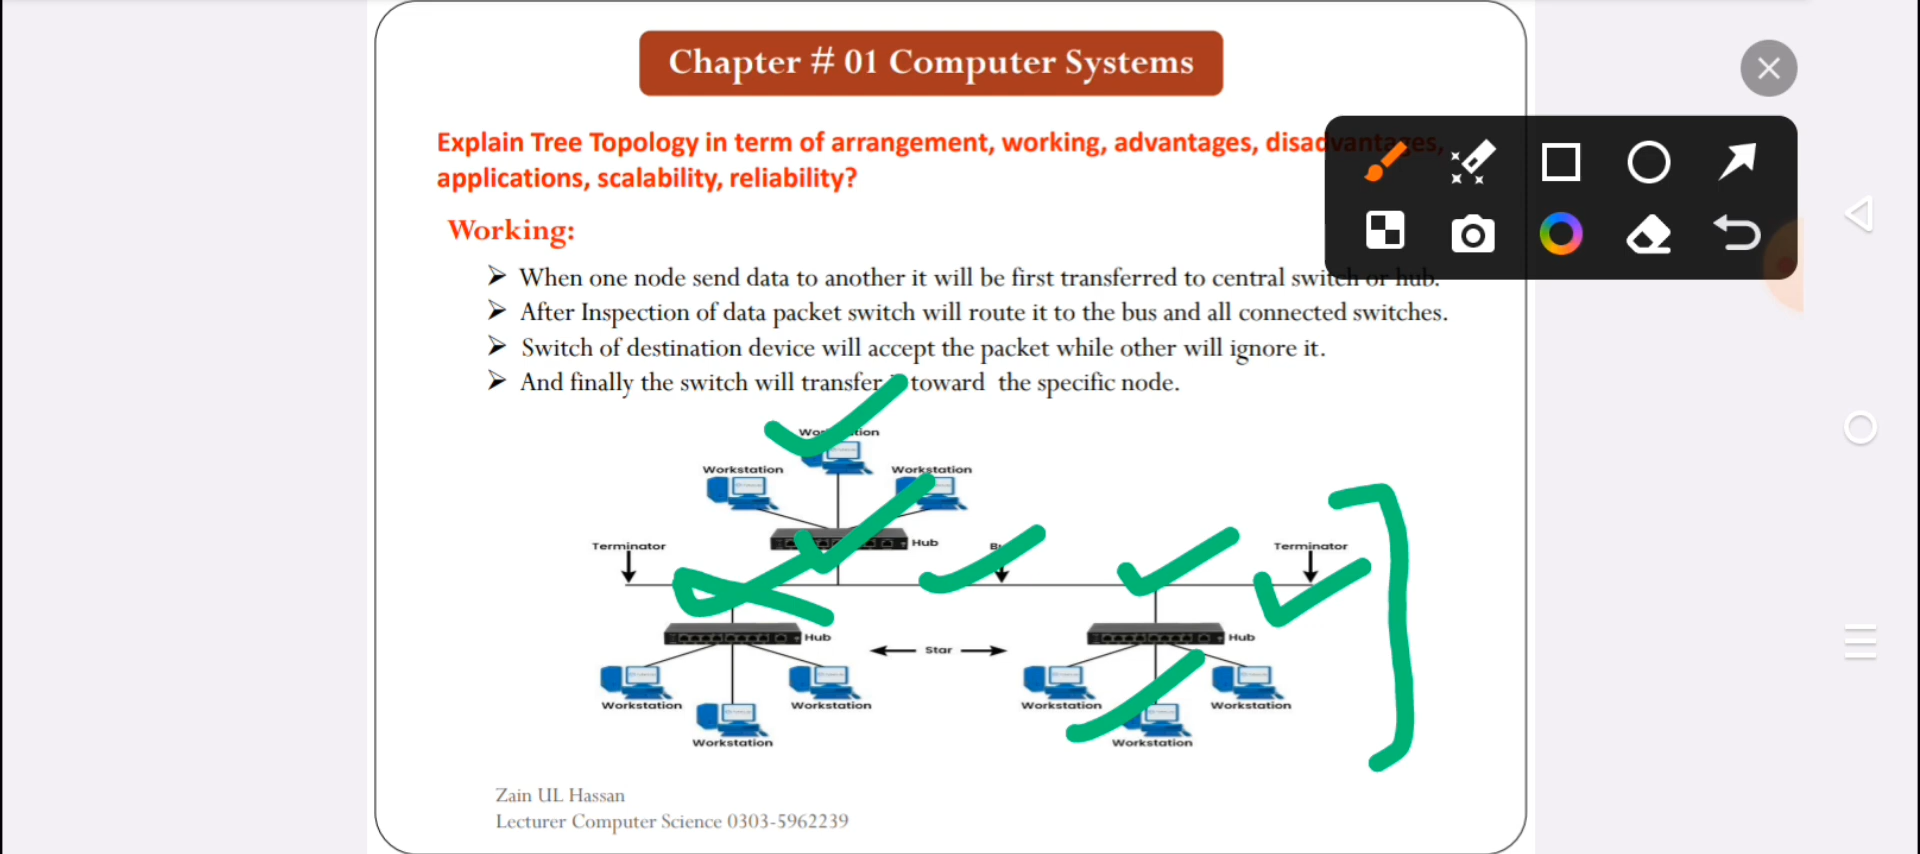 Chapter # 01 Computer Systems
Explain Tree Topology in term of arrangement, working, advantages, disadvantages,
applications, scalability, reliability?
Working:
➢ When one node send data to another it will be first transferred to central switch or hub.
➢ After Inspection of data packet switch will route it to the bus and all connected switches.
➢ Switch of destination device will accept the packet while other will ignore it.
➢ And finally the switch will transfer toward the specific node.
Workstation
Workstation Workstation
Hub
Terminator Terminator
Hub Hub
Star
Workstation Workstation Workstation Workstation
Workstation Workstation
Zain UL Hassan
Lecturer Computer Science 0303-5962239